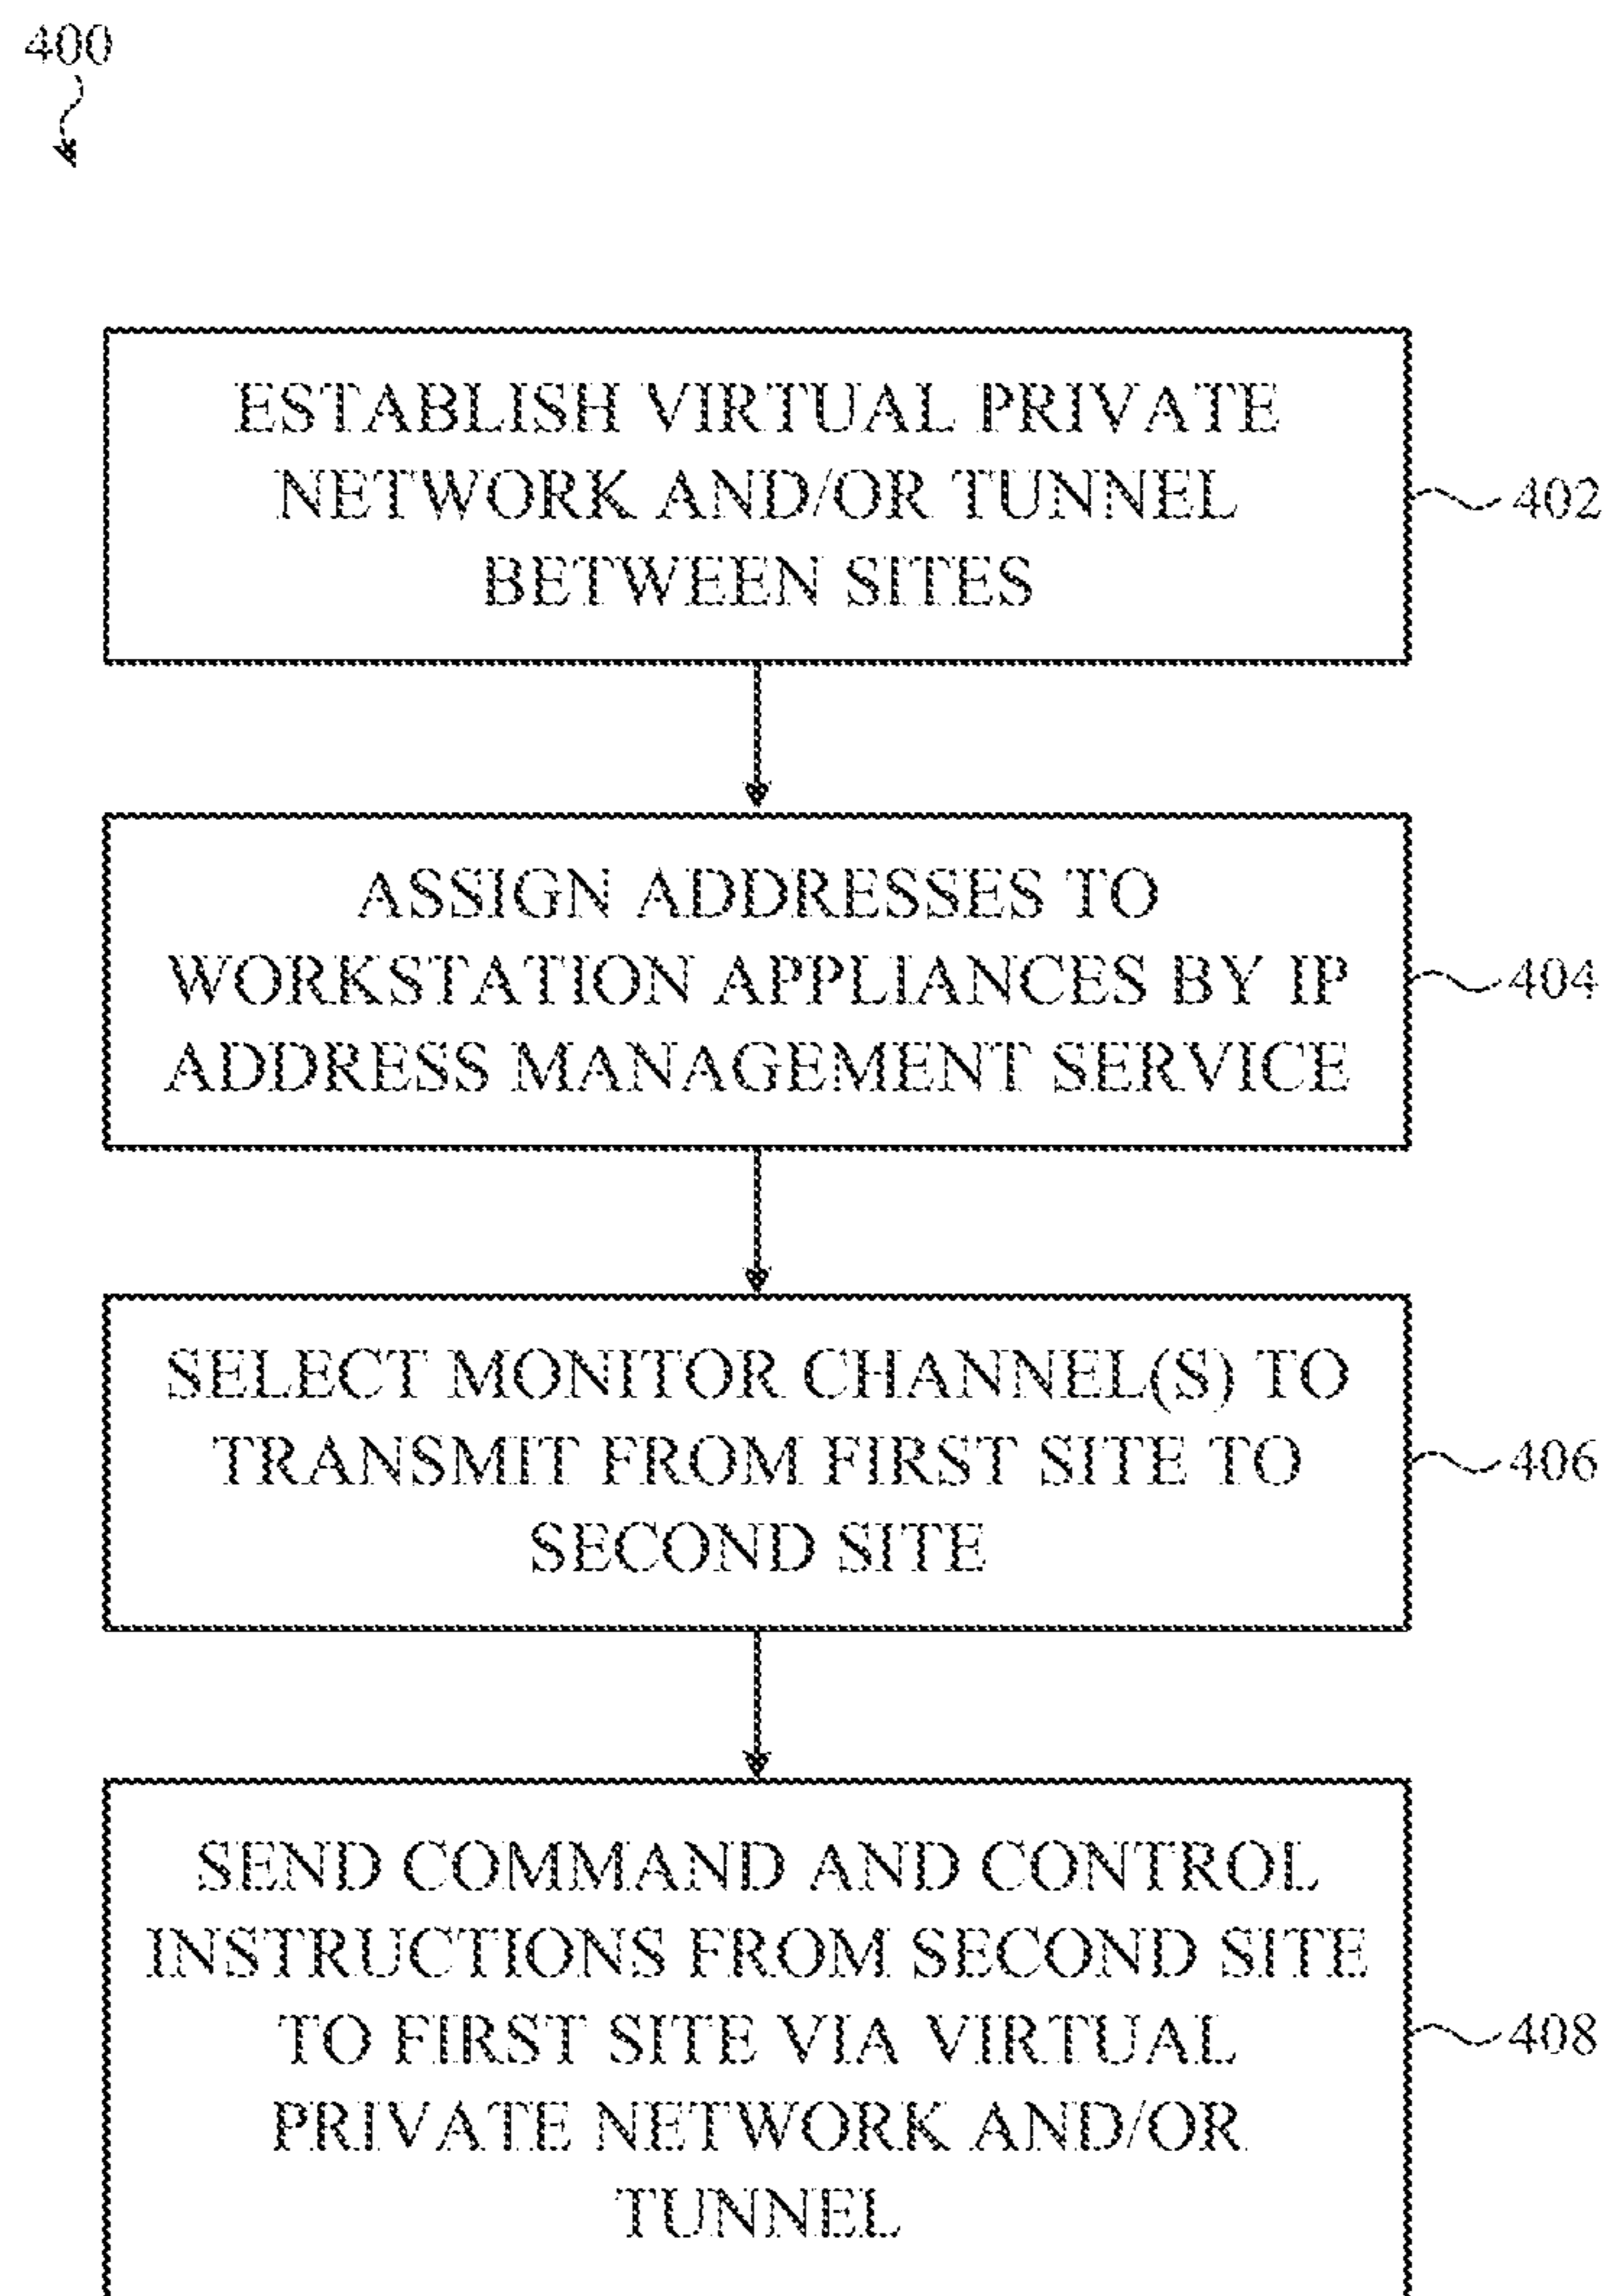 400
ESTABLISH VIRTUAL PRIVATE
NETWORK AND/OR TUNNEL
BETWEEN SITES
402
ASSIGN ADDRESSES TO
WORKSTATION APPLIANCES BY IP
ADDRESS MANAGEMENT SERVICE
404
SELECT MONITOR CHANNEL(S) TO
TRANSMIT FROM FIRST SITE TO
SECOND SITE
406
SEND COMMAND AND CONTROL
INSTRUCTIONS FROM SECOND SITE
TO FIRST SITE VIA VIRTUAL
PRIVATE NETWORK AND/OR
TUNNEL
408